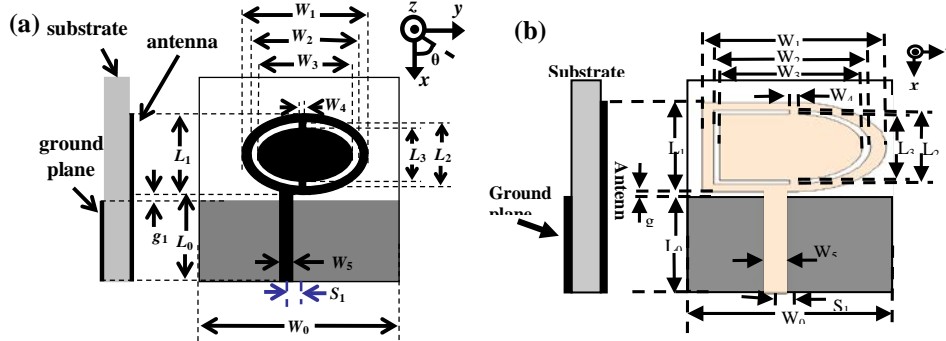 (a)
substrate
antenna
ground
plane
W₁
W₂
W₃
W₄
z
y
θ
x
L₁
L₃
L₂
g₁
L₀
W₅
S₁
W₀
(b)
Substrate
Ground
plane
Antenn
W₁
W₂
W₃
W₄
x
L₁
L₃
L₂
g
L₀
W₅
S₁
W₀